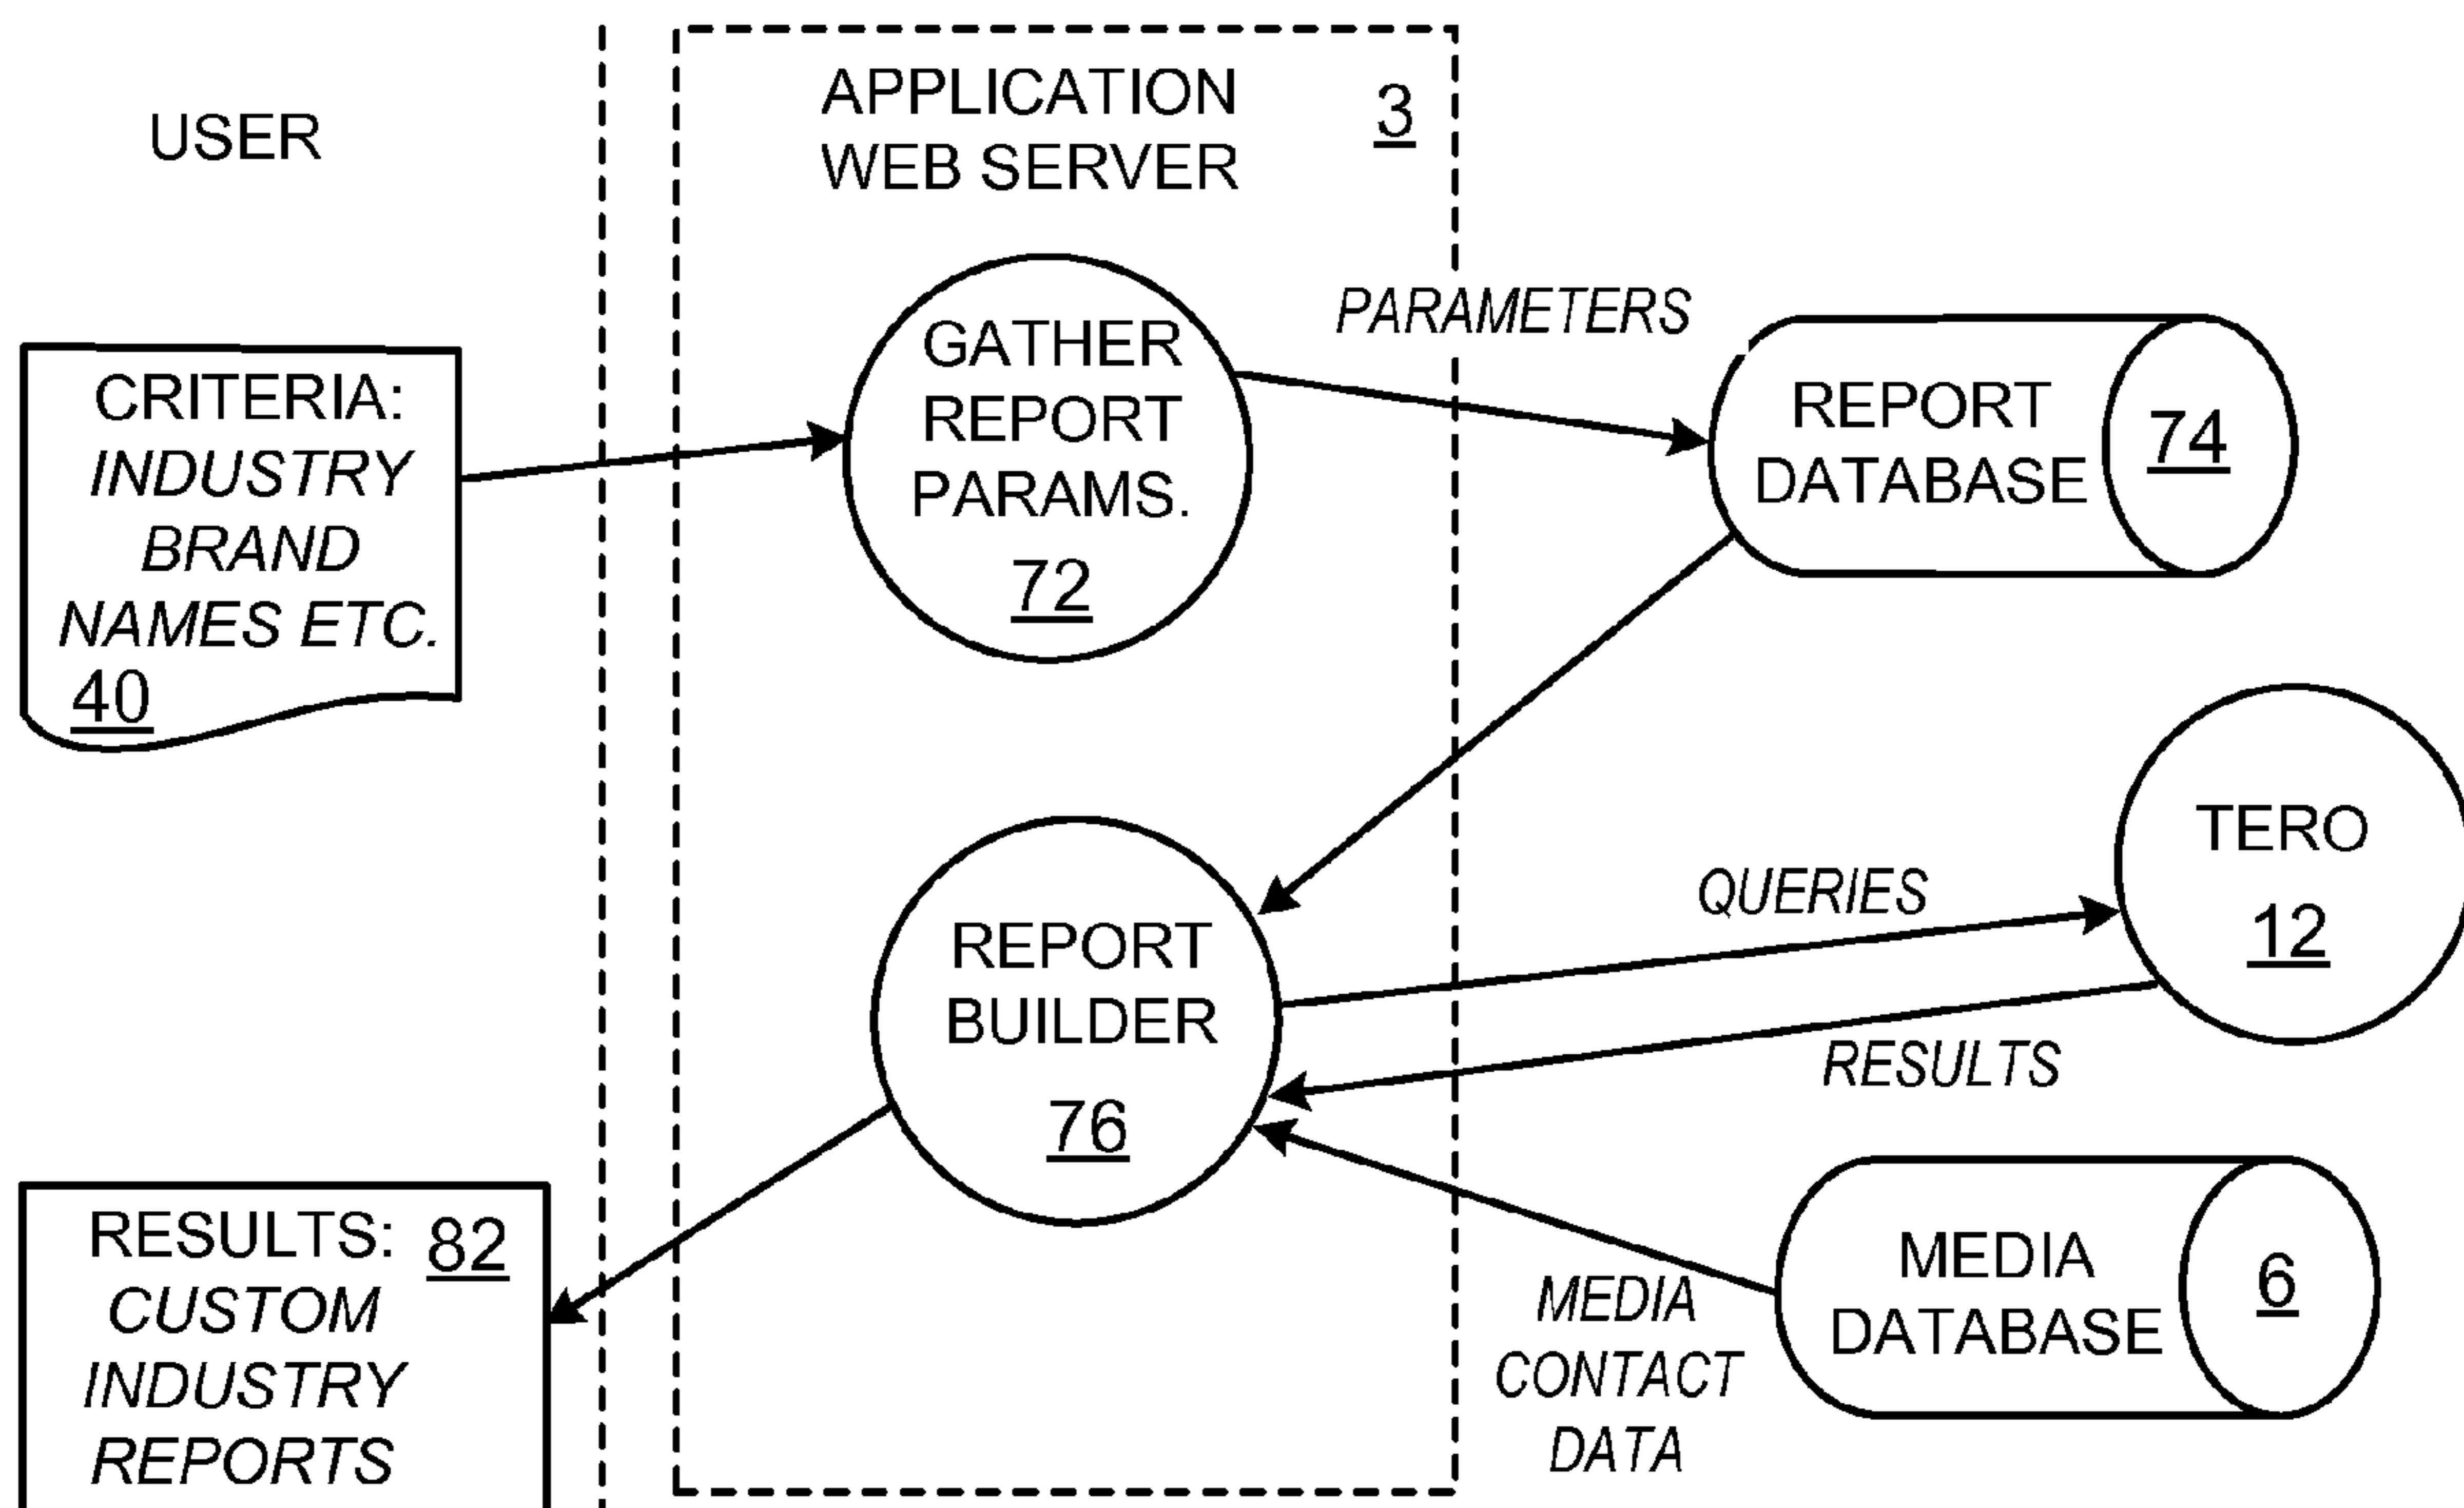 USER
APPLICATION
WEB SERVER
3
CRITERIA:
INDUSTRY
BRAND
NAMES ETC.
40
GATHER
REPORT
PARAMS.
72
PARAMETERS
REPORT
DATABASE
74
REPORT
BUILDER
76
QUERIES
RESULTS
TERO
12
MEDIA
CONTACT
DATA
MEDIA
DATABASE
6
RESULTS: 82
CUSTOM
INDUSTRY
REPORTS